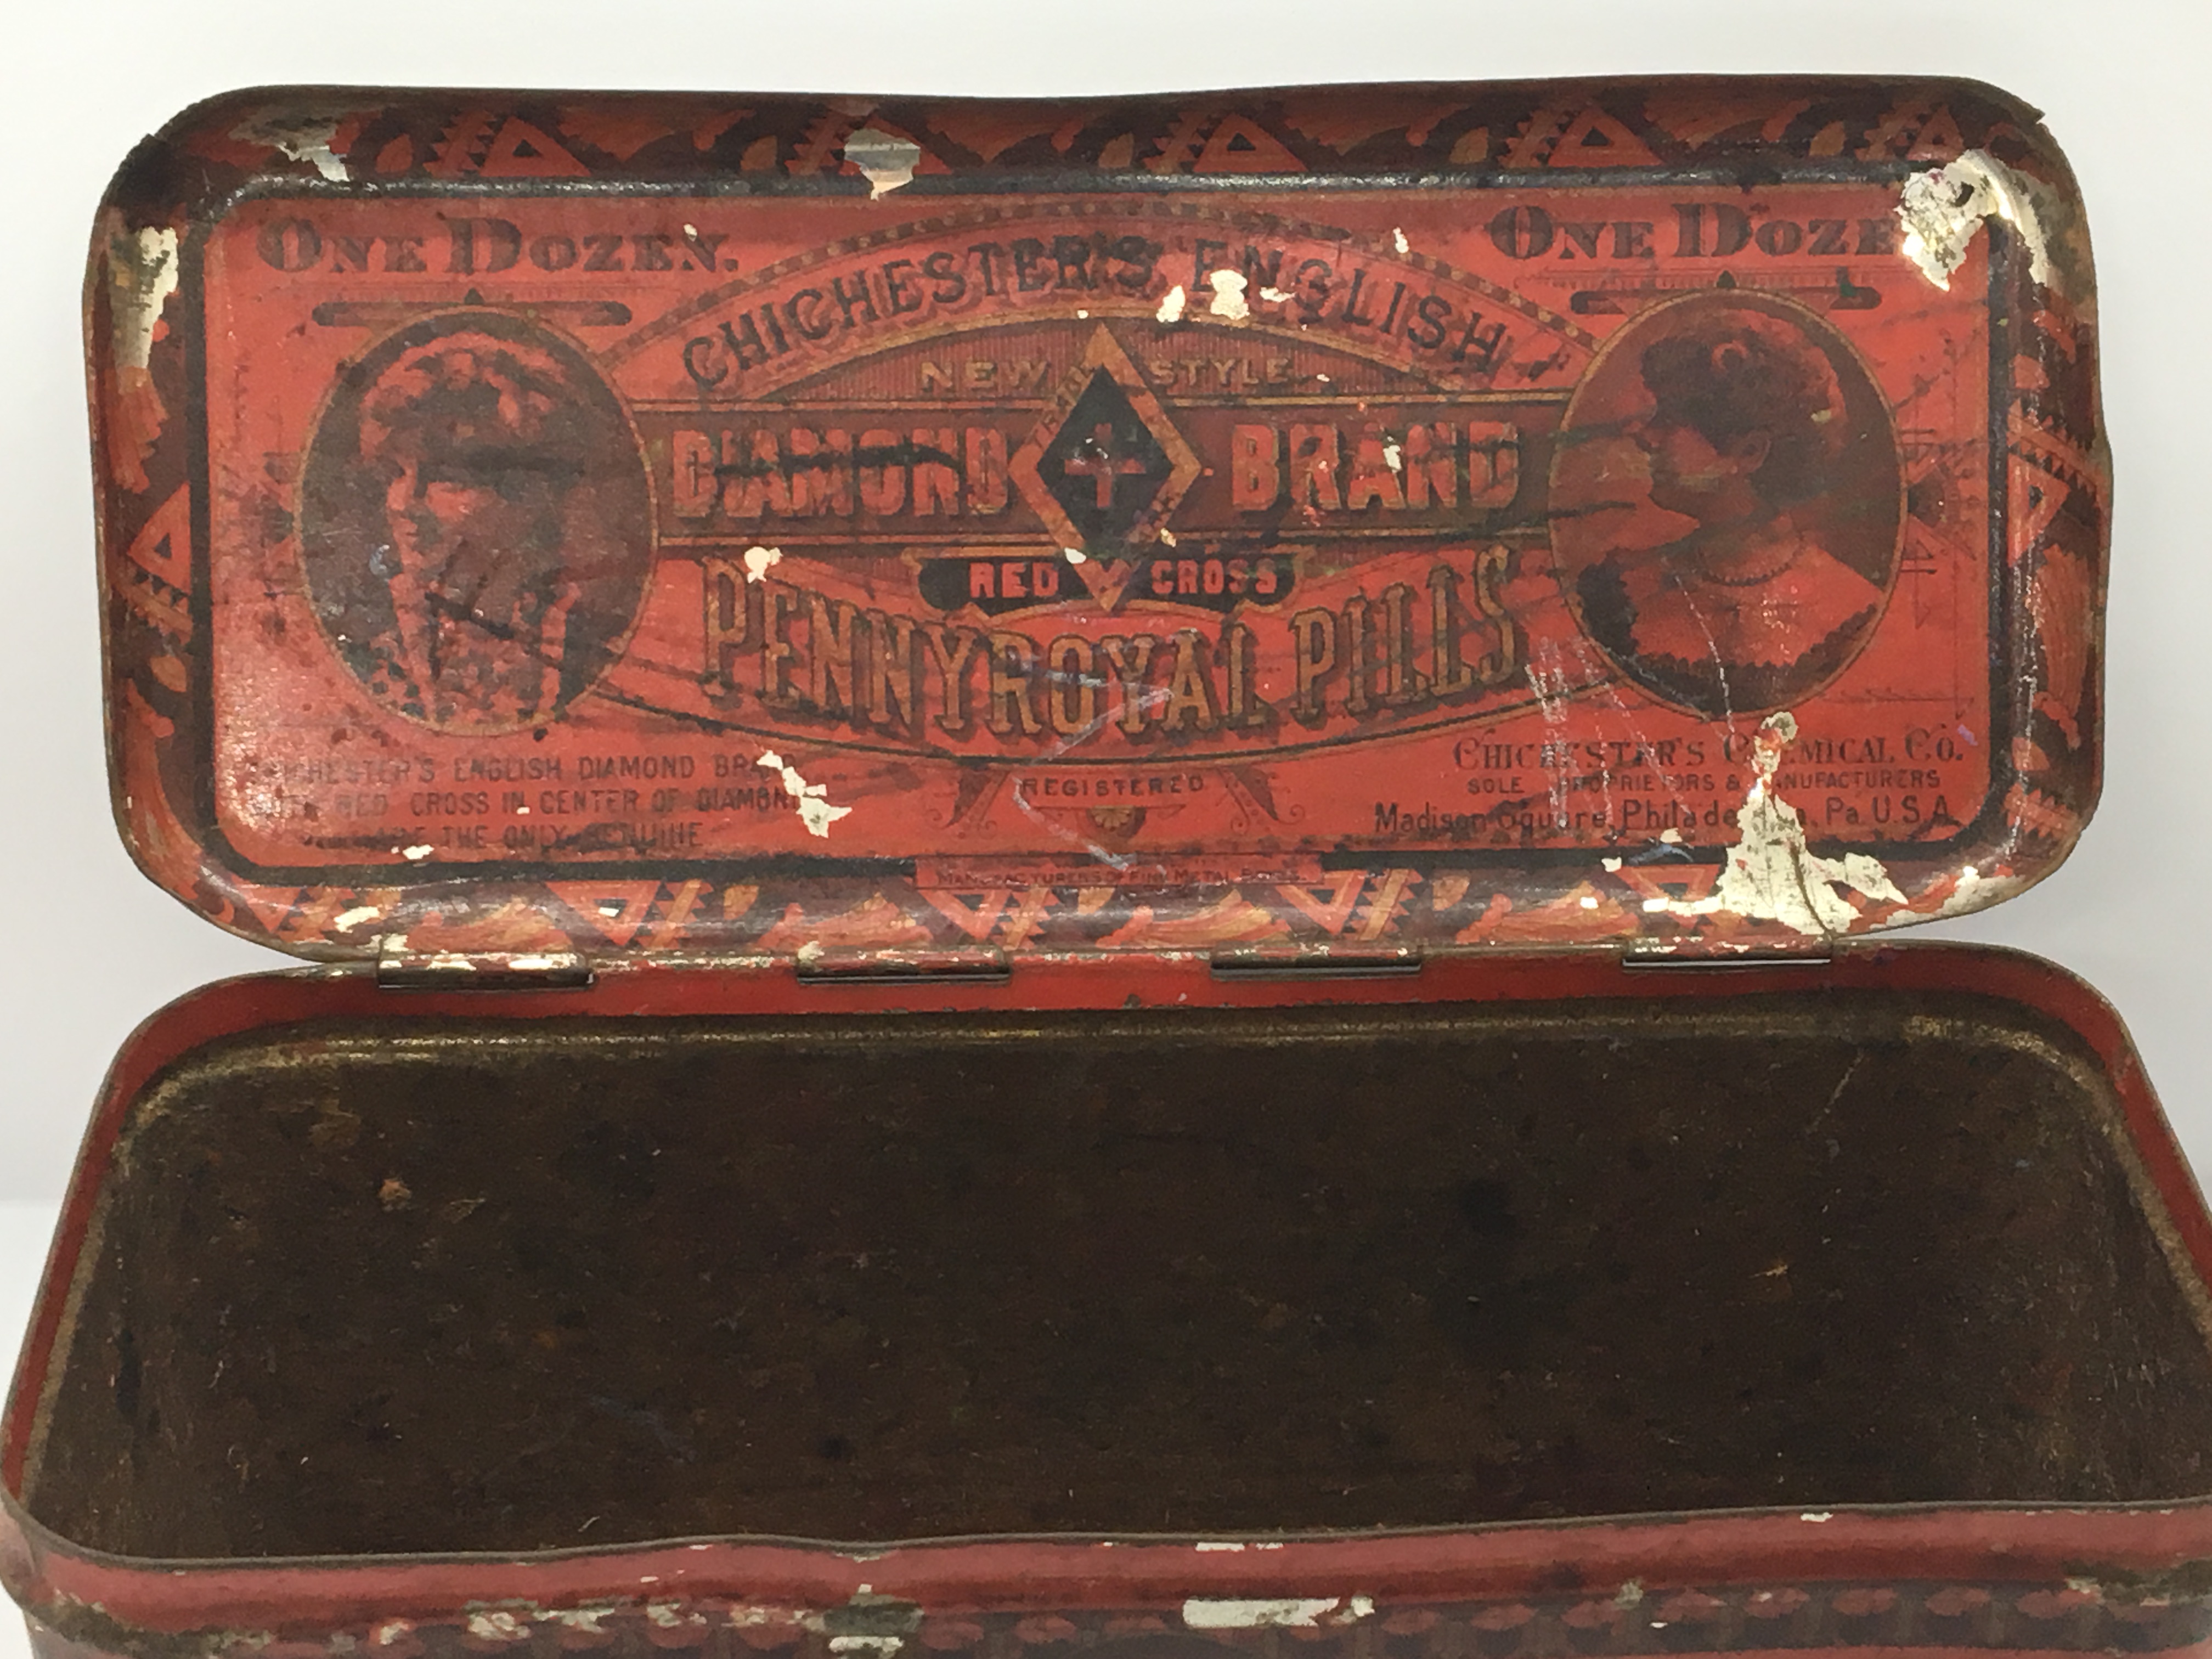 ONE DOZEN.
ONE DOZE
CHICHESTER'S ENGLISH
NEW STYLE
DIAMOND BRAND
RED CROSS
PENNYROYAL PILLS
REGISTERED
CHICHESTER'S ENGLISH DIAMOND BRAND
RED CROSS IN CENTER OF DIAMOND
ARE THE ONLY GENUINE
CHICHESTER'S CHEMICAL CO.
SOLE PROPRIETORS & MANUFACTURERS
Madison Square Philade a. Pa U.S.A.
MANUFACTURERS OF FINE METAL